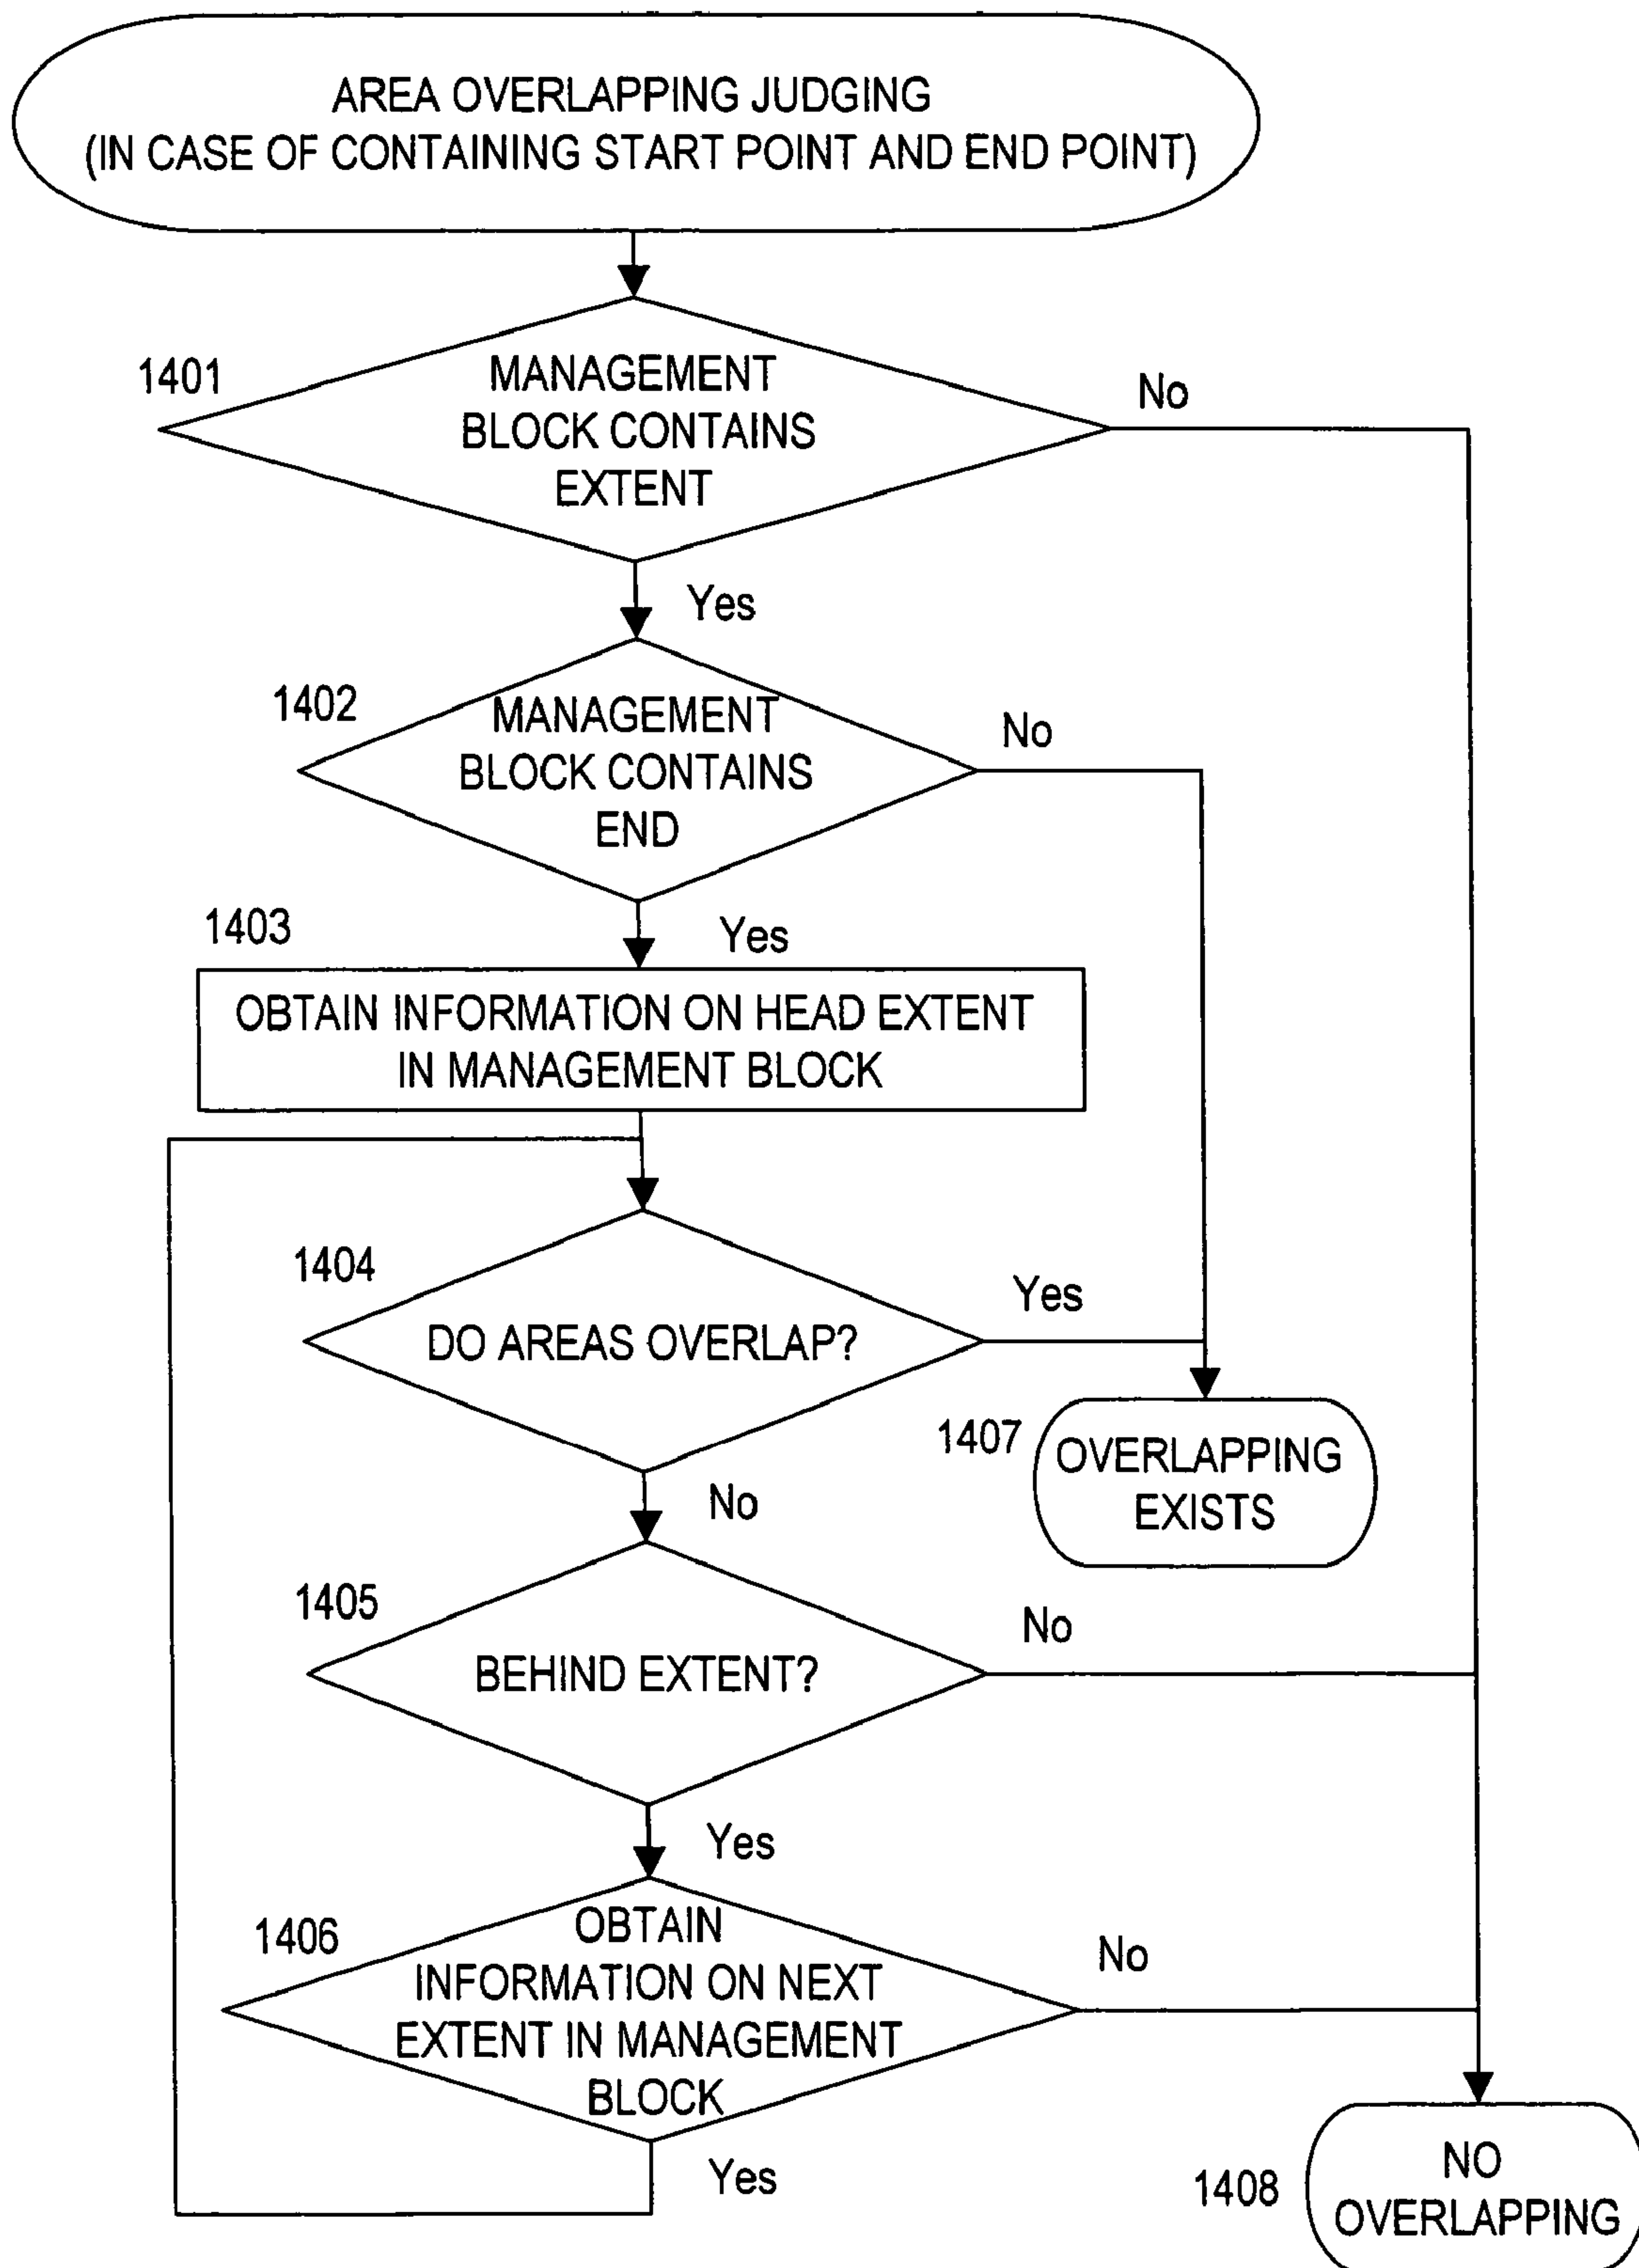 AREA OVERLAPPING JUDGING
(IN CASE OF CONTAINING START POINT AND END POINT)
1401
MANAGEMENT
BLOCK CONTAINS
EXTENT
No
Yes
1402
MANAGEMENT
BLOCK CONTAINS
END
No
Yes
1403
OBTAIN INFORMATION ON HEAD EXTENT
IN MANAGEMENT BLOCK
1404
DO AREAS OVERLAP?
Yes
No
1407
OVERLAPPING
EXISTS
1405
BEHIND EXTENT?
No
Yes
1406
OBTAIN
INFORMATION ON NEXT
EXTENT IN MANAGEMENT
BLOCK
No
Yes
1408
NO
OVERLAPPING